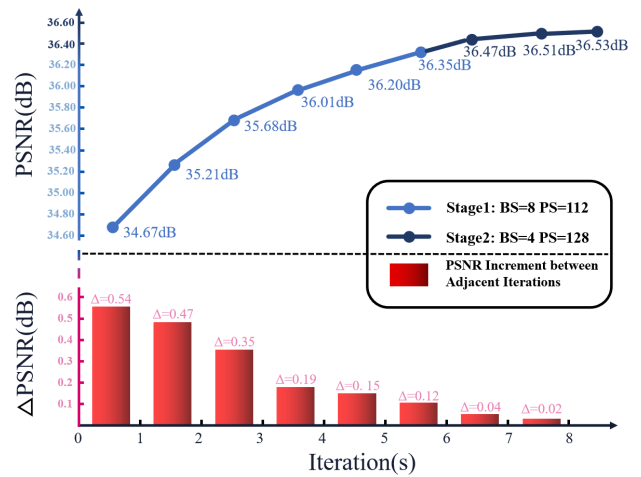 36.60
36.40
36.20
36.00
35.80
35.60
35.40
35.20
35.00
34.80
34.60
PSNR(dB)
34.67dB
35.21dB
35.68dB
36.01dB
36.20dB
36.35dB
36.47dB
36.51dB
36.53dB
Stage1: BS=8 PS=112
Stage2: BS=4 PS=128
PSNR Increment between
Adjacent Iterations
0.6
0.5
0.4
0.3
0.2
0.1
ΔPSNR(dB)
Δ=0.54
Δ=0.47
Δ=0.35
Δ=0.19
Δ=0. 15
Δ=0.12
Δ=0.04
Δ=0.02
0 1 2 3 4 5 6 7 8
Iteration(s)